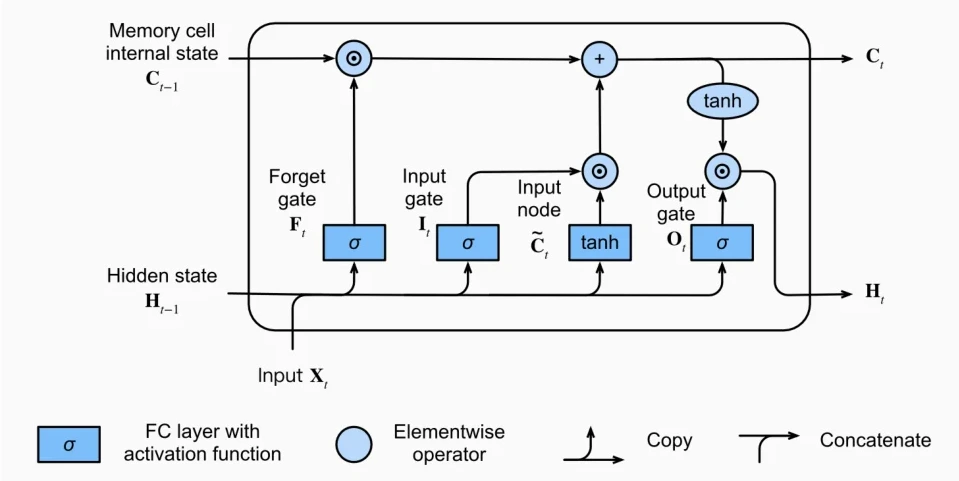 Memory cell
internal state
C_{t−1}
⊙
+
C_t
tanh
Forget
gate
F_t
Input
gate
I_t
⊙
Input
node
C̃_t
⊙
Output
gate
O_t
σ
σ
tanh
σ
Hidden state
H_{t−1}
H_t
Input X_t
σ
FC layer with
activation function
Elementwise
operator
Copy
Concatenate